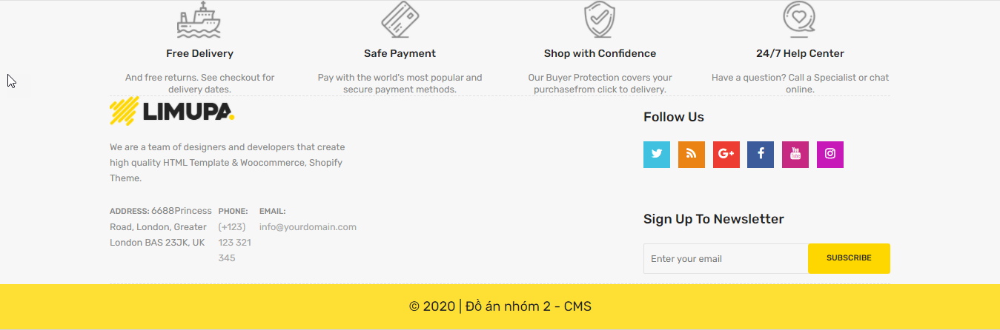 Free Delivery
And free returns. See checkout for
delivery dates.
Safe Payment
Pay with the world's most popular and
secure payment methods.
Shop with Confidence
Our Buyer Protection covers your
purchasefrom click to delivery.
24/7 Help Center
Have a question? Call a Specialist or chat
online.
LIMUPA.
We are a team of designers and developers that create
high quality HTML Template & Woocommerce, Shopify
Theme.
ADDRESS: 6688Princess
Road, London, Greater
London BAS 23JK, UK
PHONE:
(+123)
123 321
345
EMAIL:
info@yourdomain.com
Follow Us
G+
You
Tube
Sign Up To Newsletter
Enter your email
SUBSCRIBE
© 2020 | Đồ án nhóm 2 - CMS